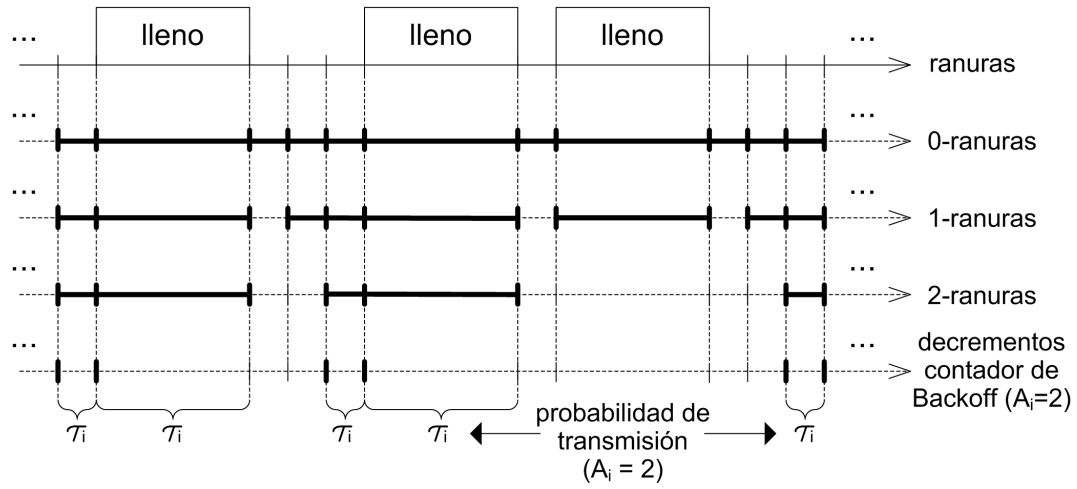 lleno
lleno
lleno
... ...
ranuras
... ...
0-ranuras
... ...
1-ranuras
... ...
2-ranuras
... ...
decrementos
contador de
Backoff (Aᵢ=2)
τᵢ τᵢ τᵢ τᵢ τᵢ
probabilidad de
transmisión
(Aᵢ = 2)